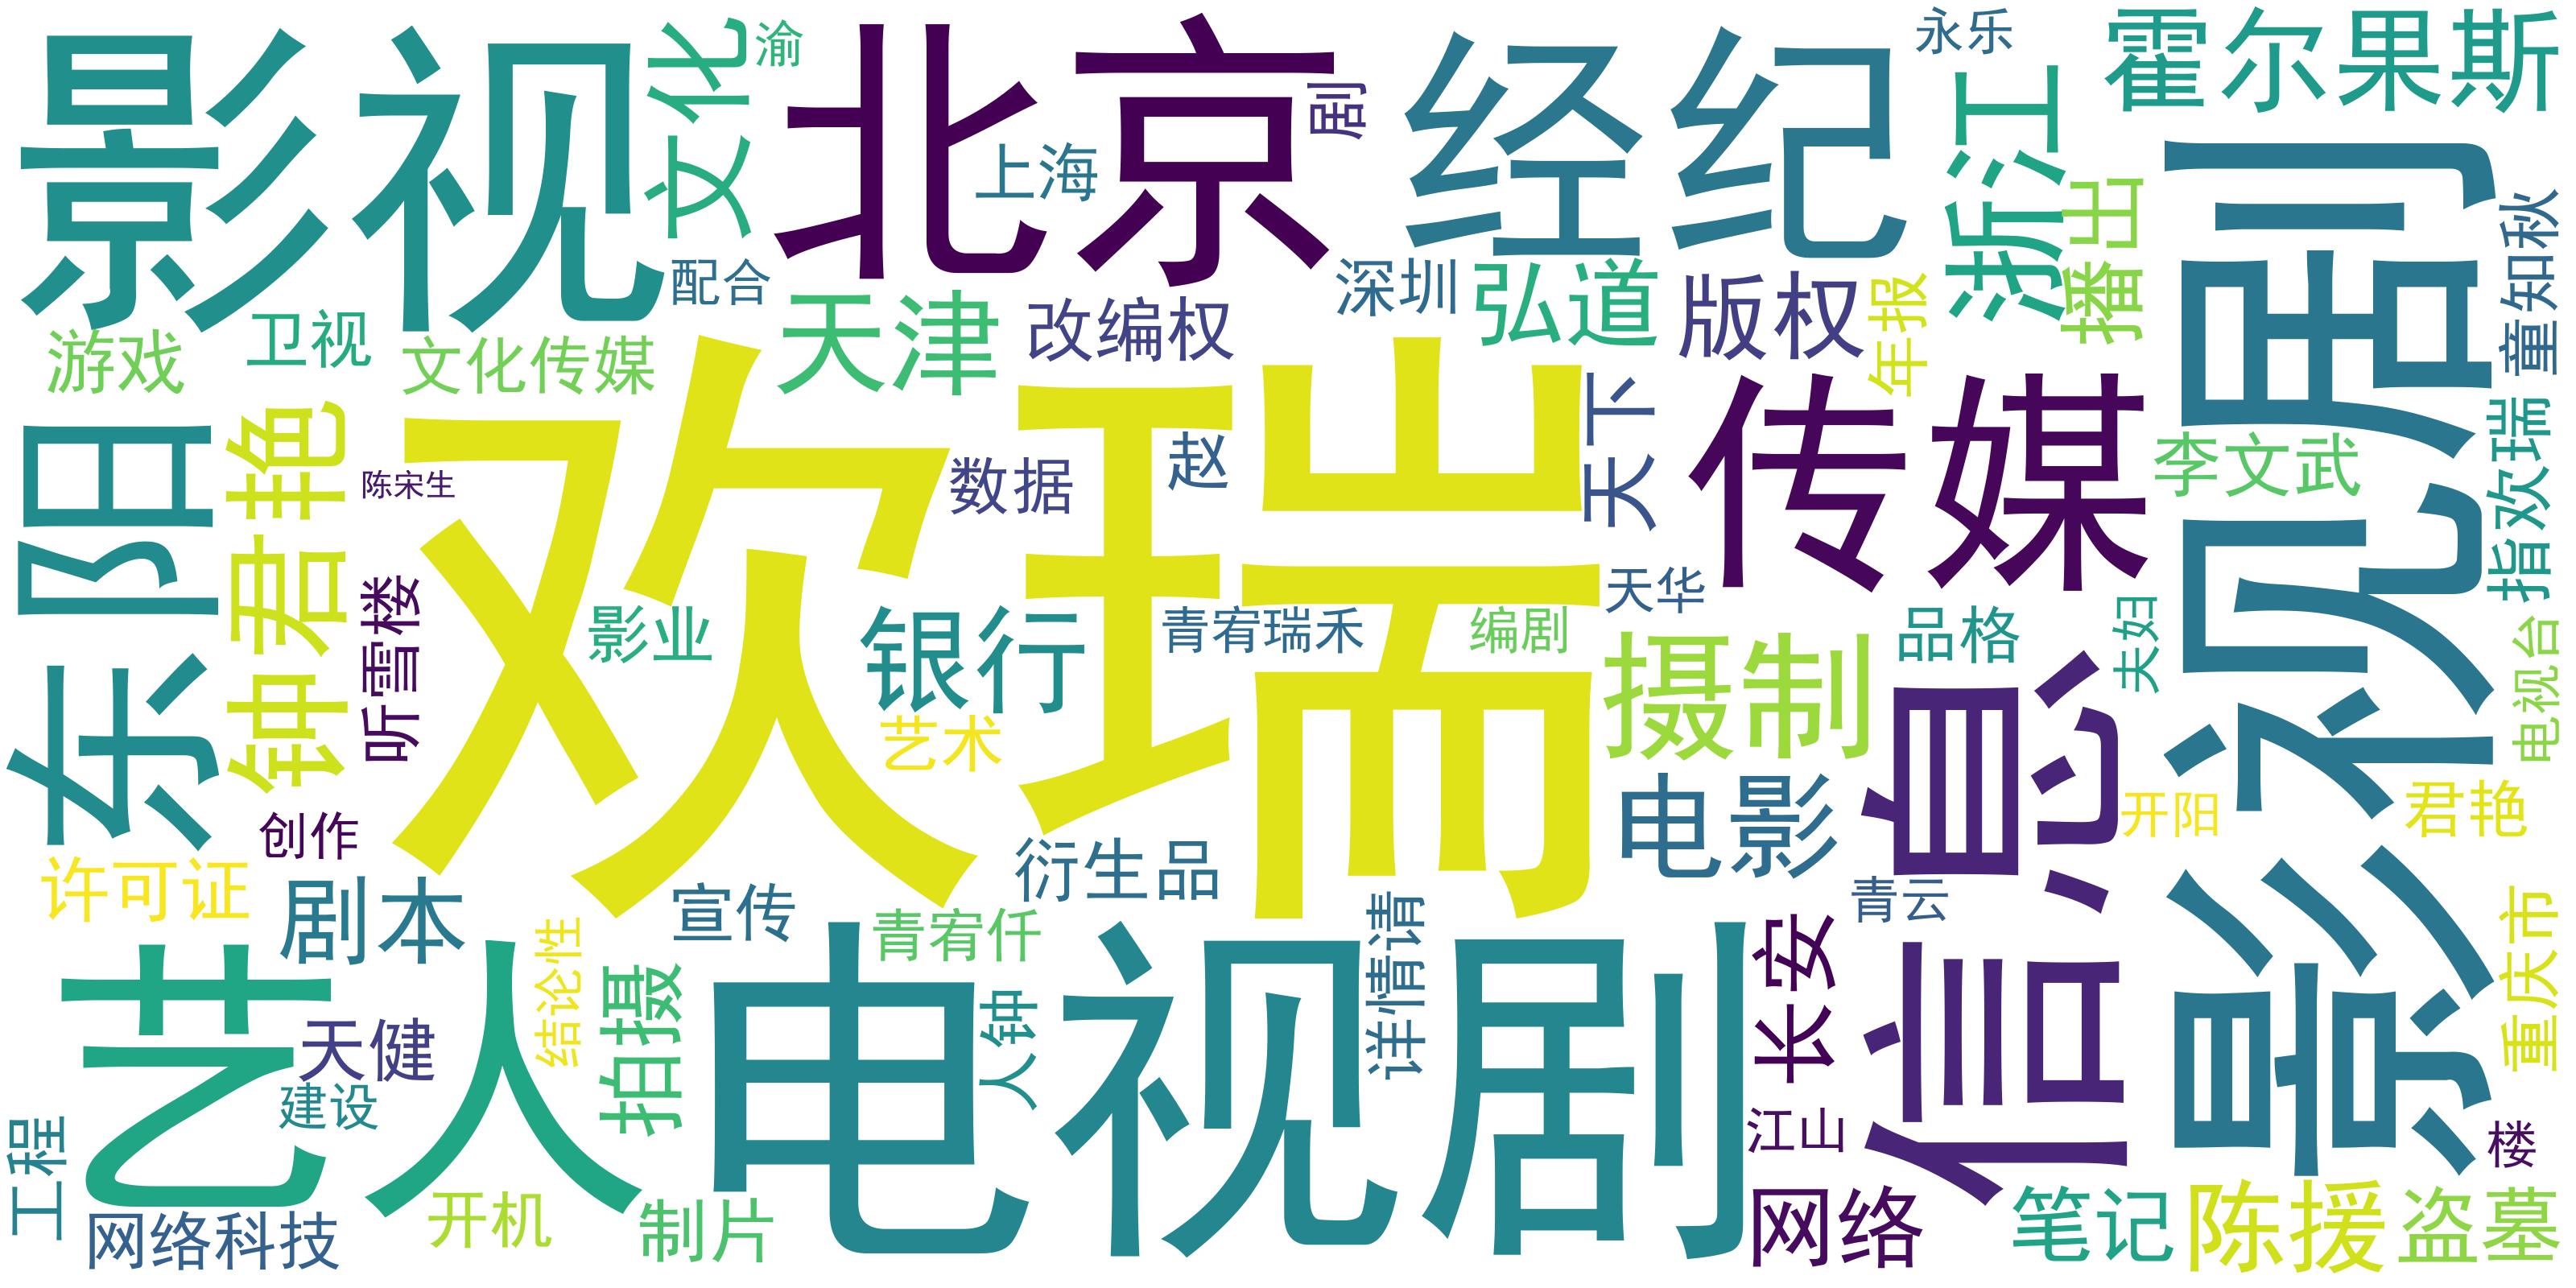 影视
文化
渝
北京
剧
经纪
永乐
浙江
霍尔果斯
上海
播出
影视剧
童知秋
配合
天津
改编权
深圳
弘道
版权
年报
游戏
卫视
文化传媒
东阳
钟君艳
陈宋生
欢瑞
数据
赵
天下
传媒
李文武
指欢瑞
听雪楼
影业
银行
青宥瑞禾
编剧
天华
摄制
品格
夫妇
电视台
艺术
信息
创作
电影
开阳
君艳
许可证
剧本
宣传
衍生品
青云
重庆市
艺人
结论性
拍摄
青宥仟
电视剧
人钟
详情请
长安
天健
建设
江山
楼
工程
网络科技
开机
制片
网络
笔记
陈援
盗墓